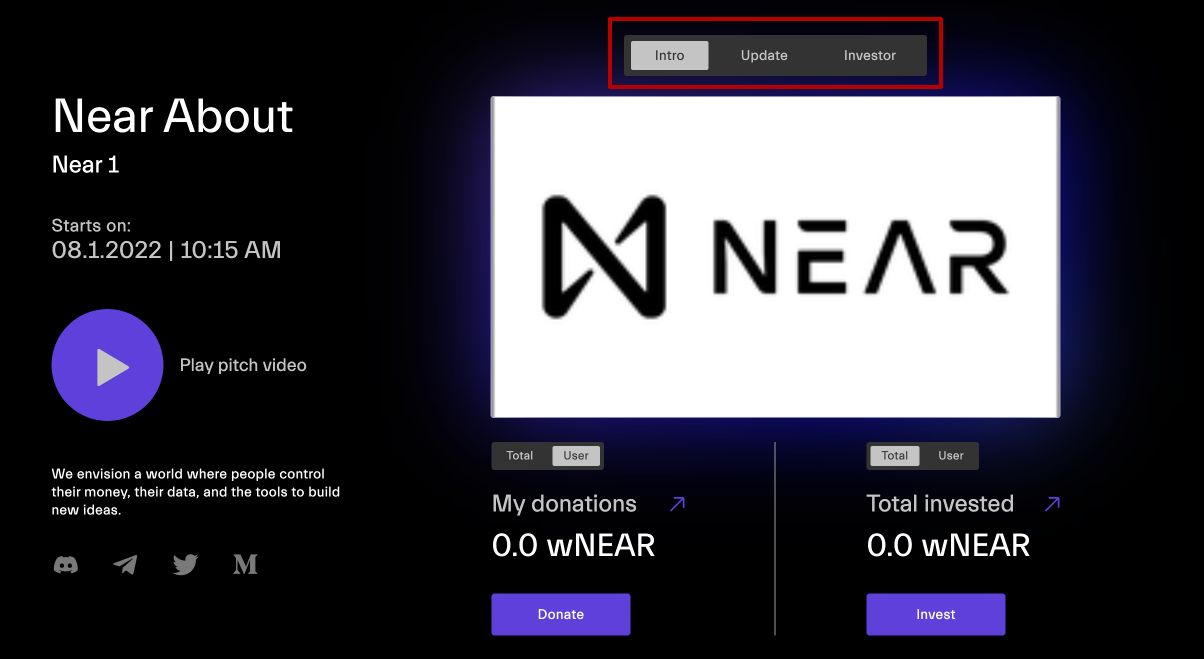 Intro Update Investor
Near About
Near 1
Starts on:
08.1.2022 | 10:15 AM
Play pitch video
We envision a world where people control
their money, their data, and the tools to build
new ideas.
NEAR
Total User
My donations
0.0 wNEAR
Donate
Total User
Total invested
0.0 wNEAR
Invest